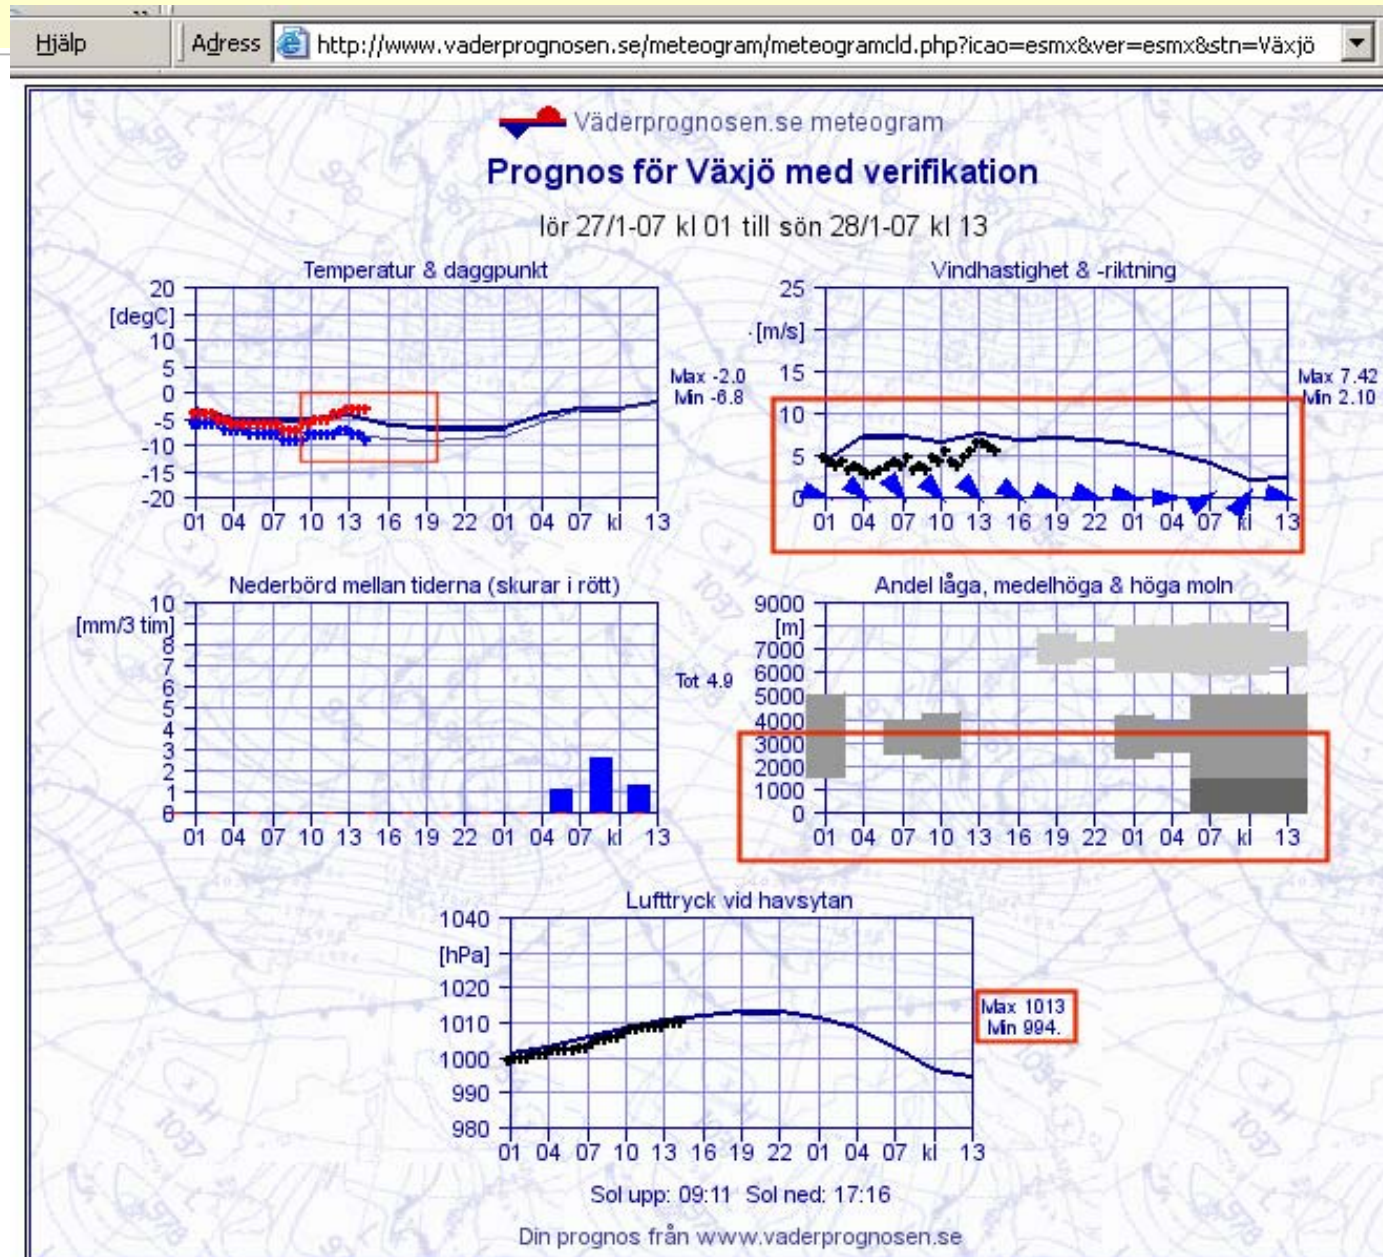 Hjälp
Adress http://www.vaderprognosen.se/meteogram/meteogramcld.php?icao=esmx&ver=esmx&stn=Växjö
Väderprognosen.se meteogram
Prognos för Växjö med verifikation
lör 27/1-07 kl 01 till sön 28/1-07 kl 13
Temperatur & daggpunkt
20
[degC]
10
5
0
-5
-10
-15
-20
01 04 07 10 13 16 19 22 01 04 07 kl 13
Max -2.0
Min -6.8
Vindhastighet & -riktning
25
[m/s]
15
10
5
0
01 04 07 10 13 16 19 22 01 04 07 kl 13
Max 7.42
Min 2.10
Nederbörd mellan tiderna (skurar i rött)
10
[mm/3 tim]
8
7
6
5
4
3
2
1
0
01 04 07 10 13 16 19 22 01 04 07 kl 13
Tot 4.9
Andel låga, medelhöga & höga moln
9000
[m]
7000
6000
5000
4000
3000
2000
1000
0
01 04 07 10 13 16 19 22 01 04 07 kl 13
Lufttryck vid havsytan
1040
[hPa]
1020
1010
1000
990
980
01 04 07 10 13 16 19 22 01 04 07 kl 13
Max 1013
Min 994.
Sol upp: 09:11 Sol ned: 17:16
Din prognos från www.vaderprognosen.se